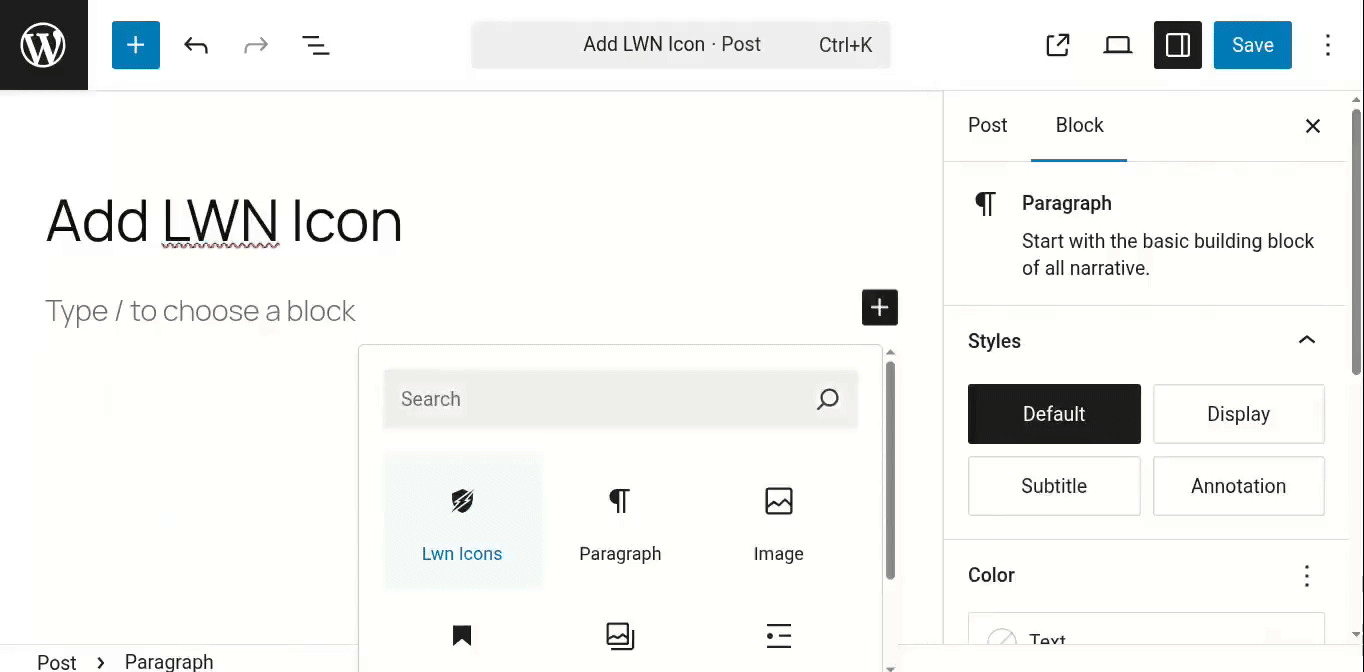 Add LWN Icon · Post Ctrl+K
Save
Post Block
Add LWN Icon
Type / to choose a block
Search
Lwn Icons Paragraph Image
Paragraph
Start with the basic building block
of all narrative.
Styles
Default Display
Subtitle Annotation
Color
Text
Post › Paragraph